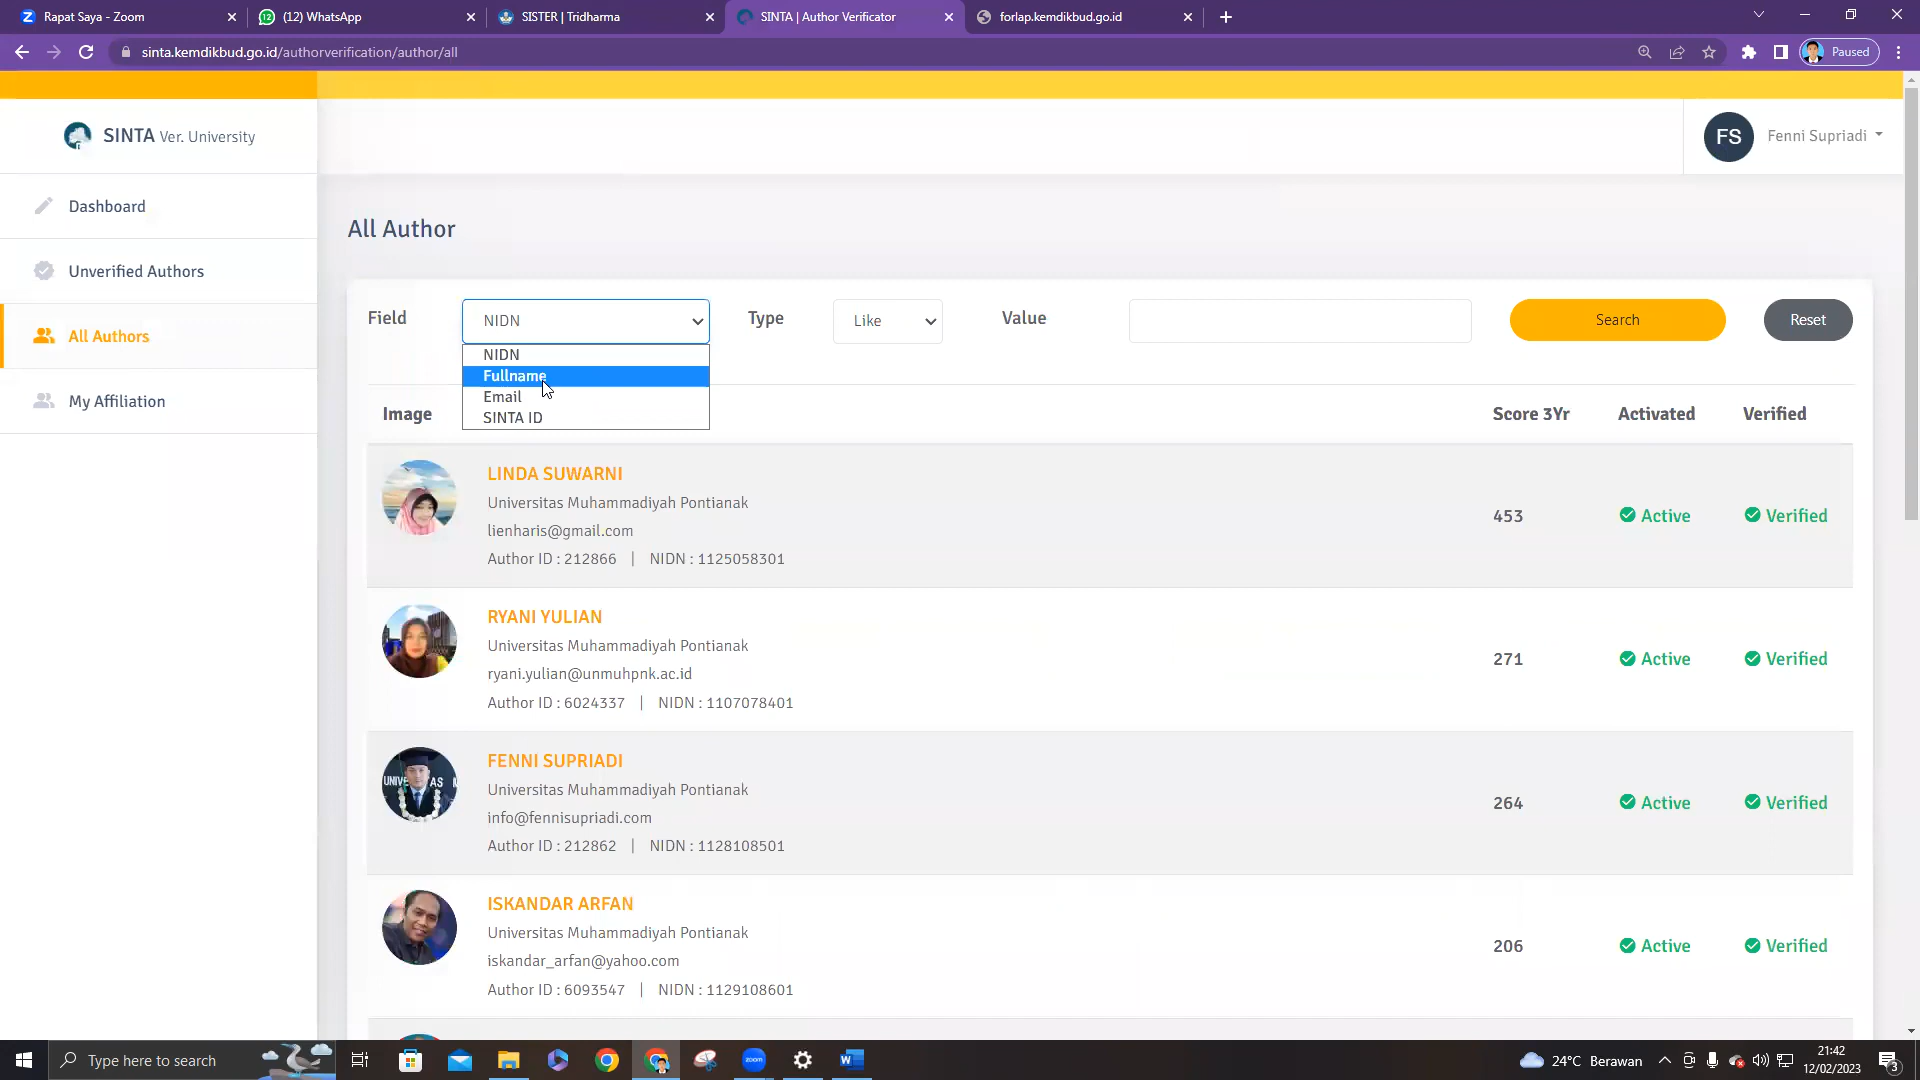 Rapat Saya - Zoom
(12) WhatsApp
SISTER | Tridharma
SINTA | Author Verificator
forlap.kemdikbud.go.id
sinta.kemdikbud.go.id/authorverification/author/all
Paused
SINTA Ver. University
FS
Fenni Supriadi
Dashboard
Unverified Authors
All Authors
My Affiliation
All Author
Field
NIDN
Type
Like
Value
Search
Reset
NIDN
Fullname
Email
SINTA ID
Image
Score 3Yr
Activated
Verified
LINDA SUWARNI
Universitas Muhammadiyah Pontianak
lienharis@gmail.com
Author ID : 212866 | NIDN : 1125058301
453
Active
Verified
RYANI YULIAN
Universitas Muhammadiyah Pontianak
ryani.yulian@unmuhpnk.ac.id
Author ID : 6024337 | NIDN : 1107078401
271
Active
Verified
FENNI SUPRIADI
Universitas Muhammadiyah Pontianak
info@fennisupriadi.com
Author ID : 212862 | NIDN : 1128108501
264
Active
Verified
ISKANDAR ARFAN
Universitas Muhammadiyah Pontianak
iskandar_arfan@yahoo.com
Author ID : 6093547 | NIDN : 1129108601
206
Active
Verified
Type here to search
zoom
24°C Berawan
21:42
12/02/2023
3